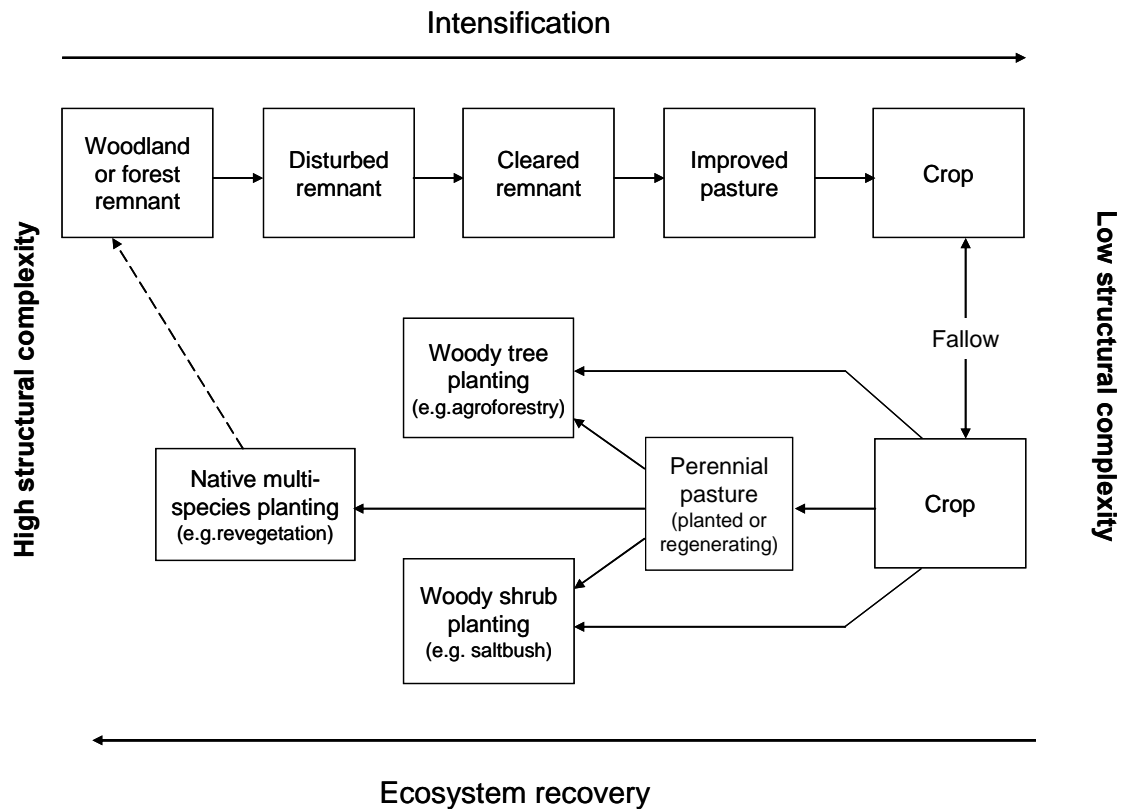 Intensification
Woodland
or forest
remnant
Disturbed
remnant
Cleared
remnant
Improved
pasture
Crop
High structural complexity
Low structural complexity
Fallow
Woody tree
planting
(e.g.agroforestry)
Native multi-
species planting
(e.g.revegetation)
Perennial
pasture
(planted or
regenerating)
Crop
Woody shrub
planting
(e.g. saltbush)
Ecosystem recovery